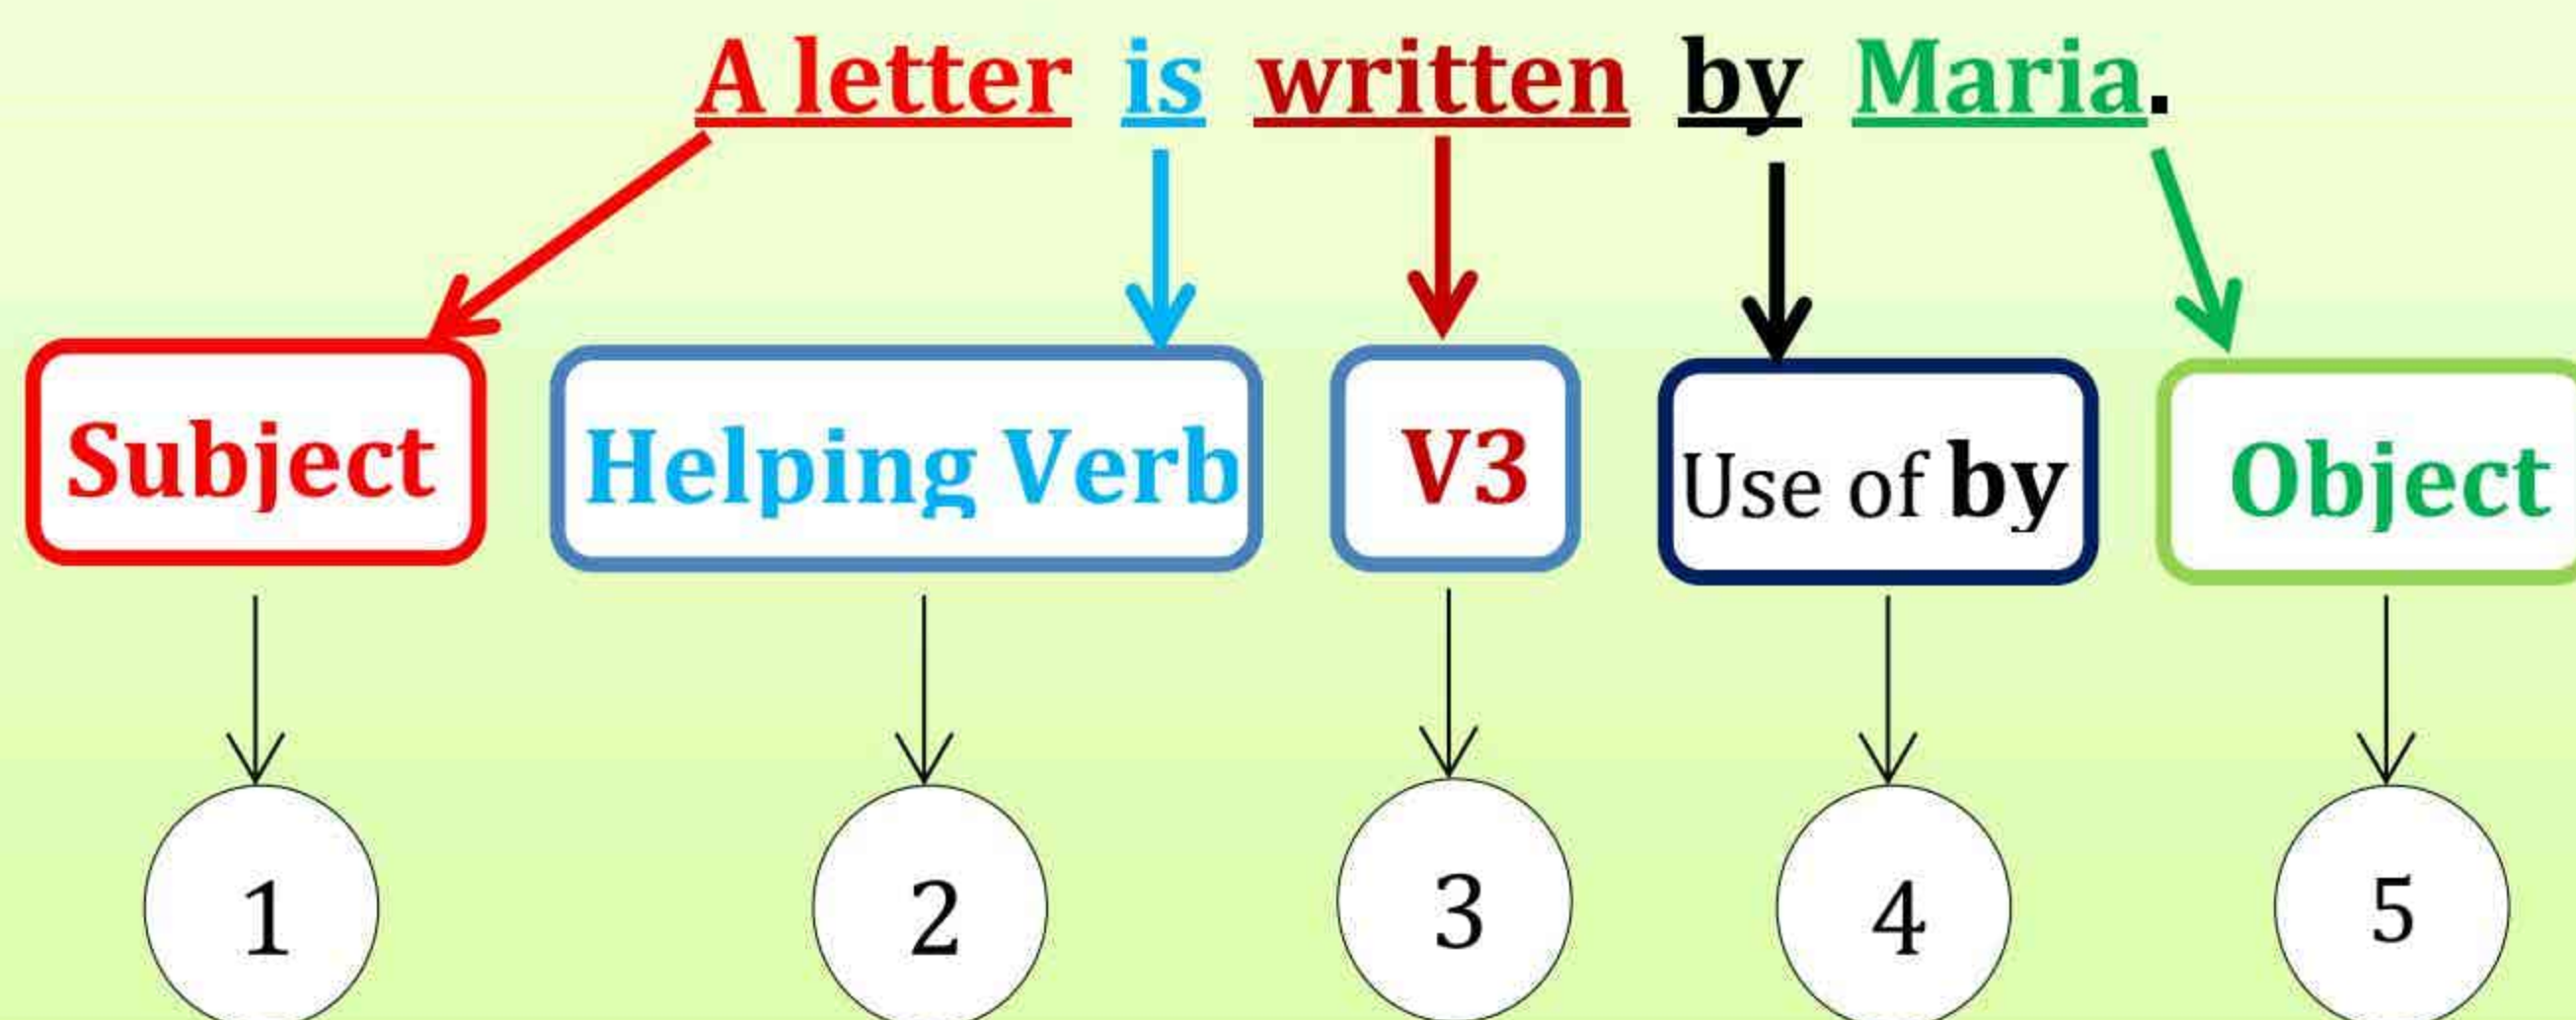 A letter is written by Maria.
Subject Helping Verb V3 Use of by Object
1 2 3 4 5